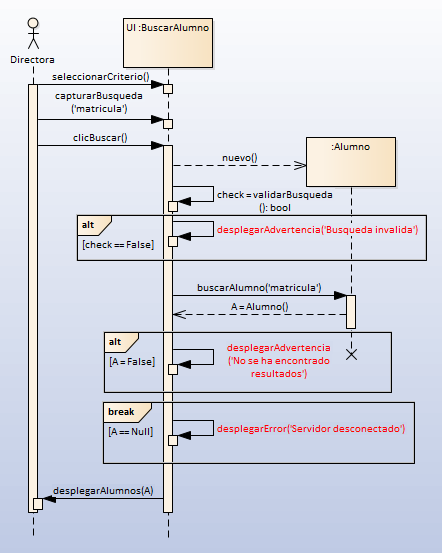 UI :BuscarAlumno
Directora
seleccionarCriterio()
capturarBusqueda
('matricula')
clicBuscar()
:Alumno
nuevo()
check = validarBusqueda
(): bool
alt
desplegarAdvertencia('Busqueda invalida')
[check == False]
buscarAlumno('matricula')
A = Alumno()
alt
desplegarAdvertencia
('No se ha encontrado
resultados')
[A = False]
break
desplegarError('Servidor desconectado')
[A == Null]
desplegarAlumnos(A)